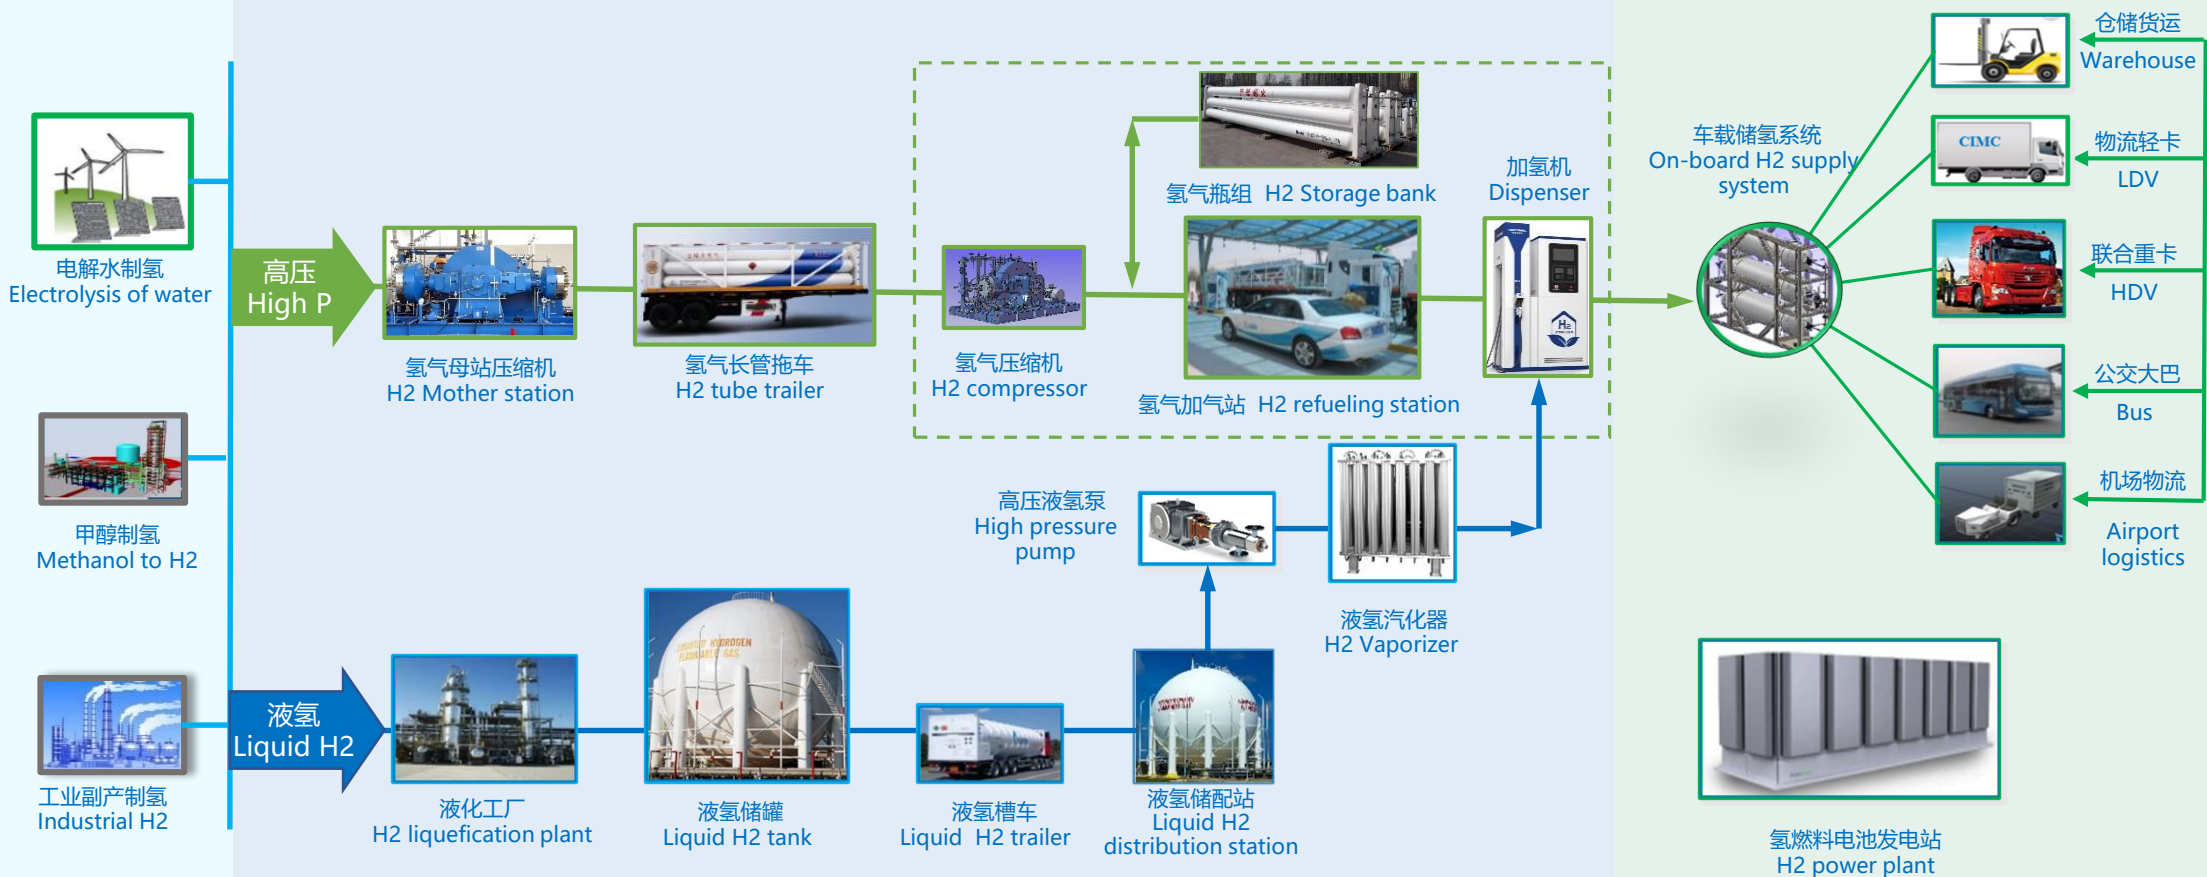 电解水制氢
Electrolysis of water
甲醇制氢
Methanol to H2
工业副产制氢
Industrial H2
高压
High P
氢气母站压缩机
H2 Mother station
氢气长管拖车
H2 tube trailer
氢气压缩机
H2 compressor
氢气瓶组 H2 Storage bank
氢气加气站 H2 refueling station
加氢机
Dispenser
H2
液氢
Liquid H2
液化工厂
H2 liquefication plant
LIQUEFIED HYDROGEN
FLAMMABLE GAS
液氢储罐
Liquid H2 tank
液氢槽车
Liquid H2 trailer
液氢储配站
Liquid H2
distribution station
高压液氢泵
High pressure
pump
液氢汽化器
H2 Vaporizer
车载储氢系统
On-board H2 supply
system
仓储货运
Warehouse
CIMC
物流轻卡
LDV
联合重卡
HDV
公交大巴
Bus
机场物流
Airport
logistics
氢燃料电池发电站
H2 power plant